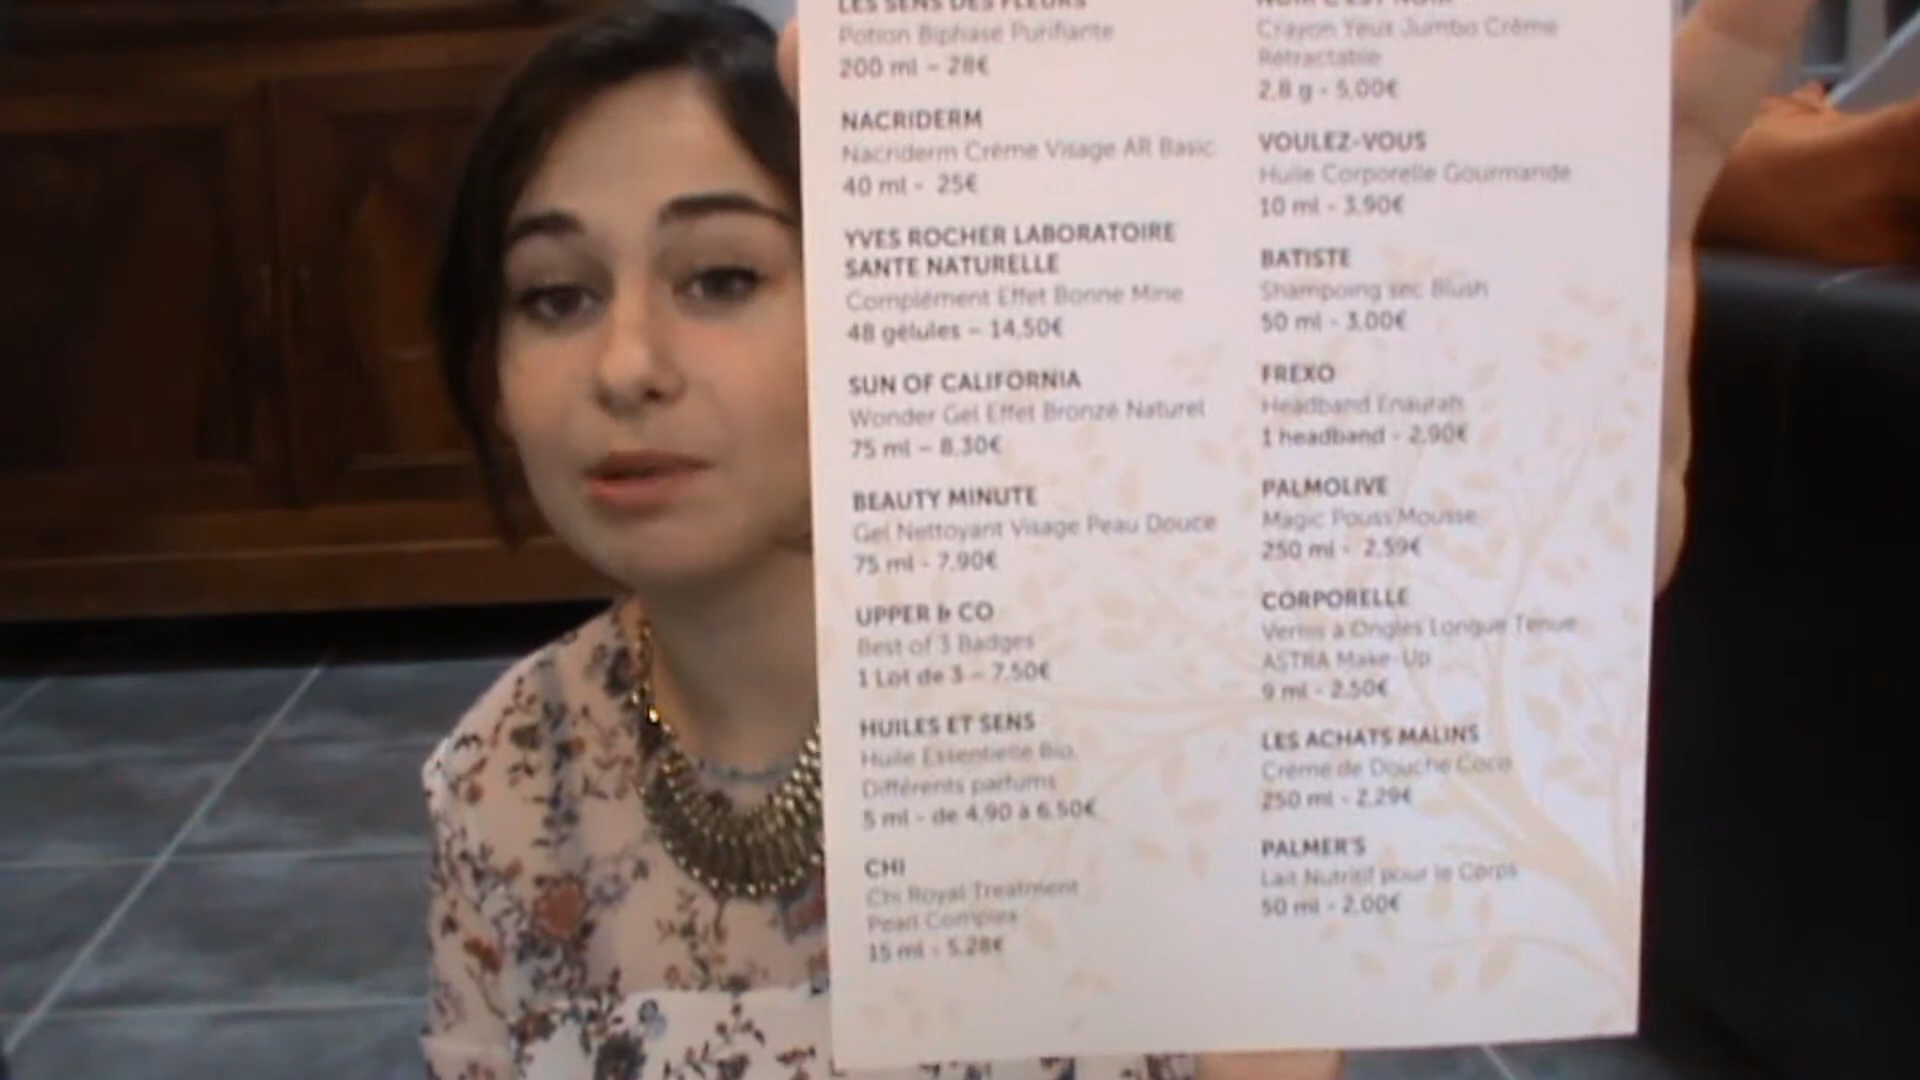 LES SENS DES FLEURS
Potion Biphase Purifiante
200 ml – 28€
NACRIDERM
Nacriderm Crème Visage AR Basic
40 ml - 25€
YVES ROCHER LABORATOIRE
SANTE NATURELLE
Complément Effet Bonne Mine
48 gélules – 14,50€
SUN OF CALIFORNIA
Wonder Gel Effet Bronzé Naturel
75 ml – 8,30€
BEAUTY MINUTE
Gel Nettoyant Visage Peau Douce
75 ml - 7,90€
UPPER & CO
Best of 3 Badges
1 Lot de 3 – 7,50€
HUILES ET SENS
Huile Essentielle Bio,
Différents parfums
5 ml - de 4,90 à 6,50€
CHI
Chi Royal Treatment
Pearl Complex
15 ml - 5,28€
NOIR C'EST NOIR
Crayon Yeux Jumbo Crème
Rétractable
2,8 g - 5,00€
VOULEZ-VOUS
Huile Corporelle Gourmande
10 ml - 3,90€
BATISTE
Shampoing sec Blush
50 ml - 3,00€
FREXO
Headband Enaurah
1 headband - 2,90€
PALMOLIVE
Magic Pouss'Mousse
250 ml - 2,59€
CORPORELLE
Vernis à Ongles Longue Tenue
ASTRA Make-Up
9 ml - 2,50€
LES ACHATS MALINS
Crème de Douche Coco
250 ml - 2,29€
PALMER'S
Lait Nutritif pour le Corps
50 ml - 2,00€